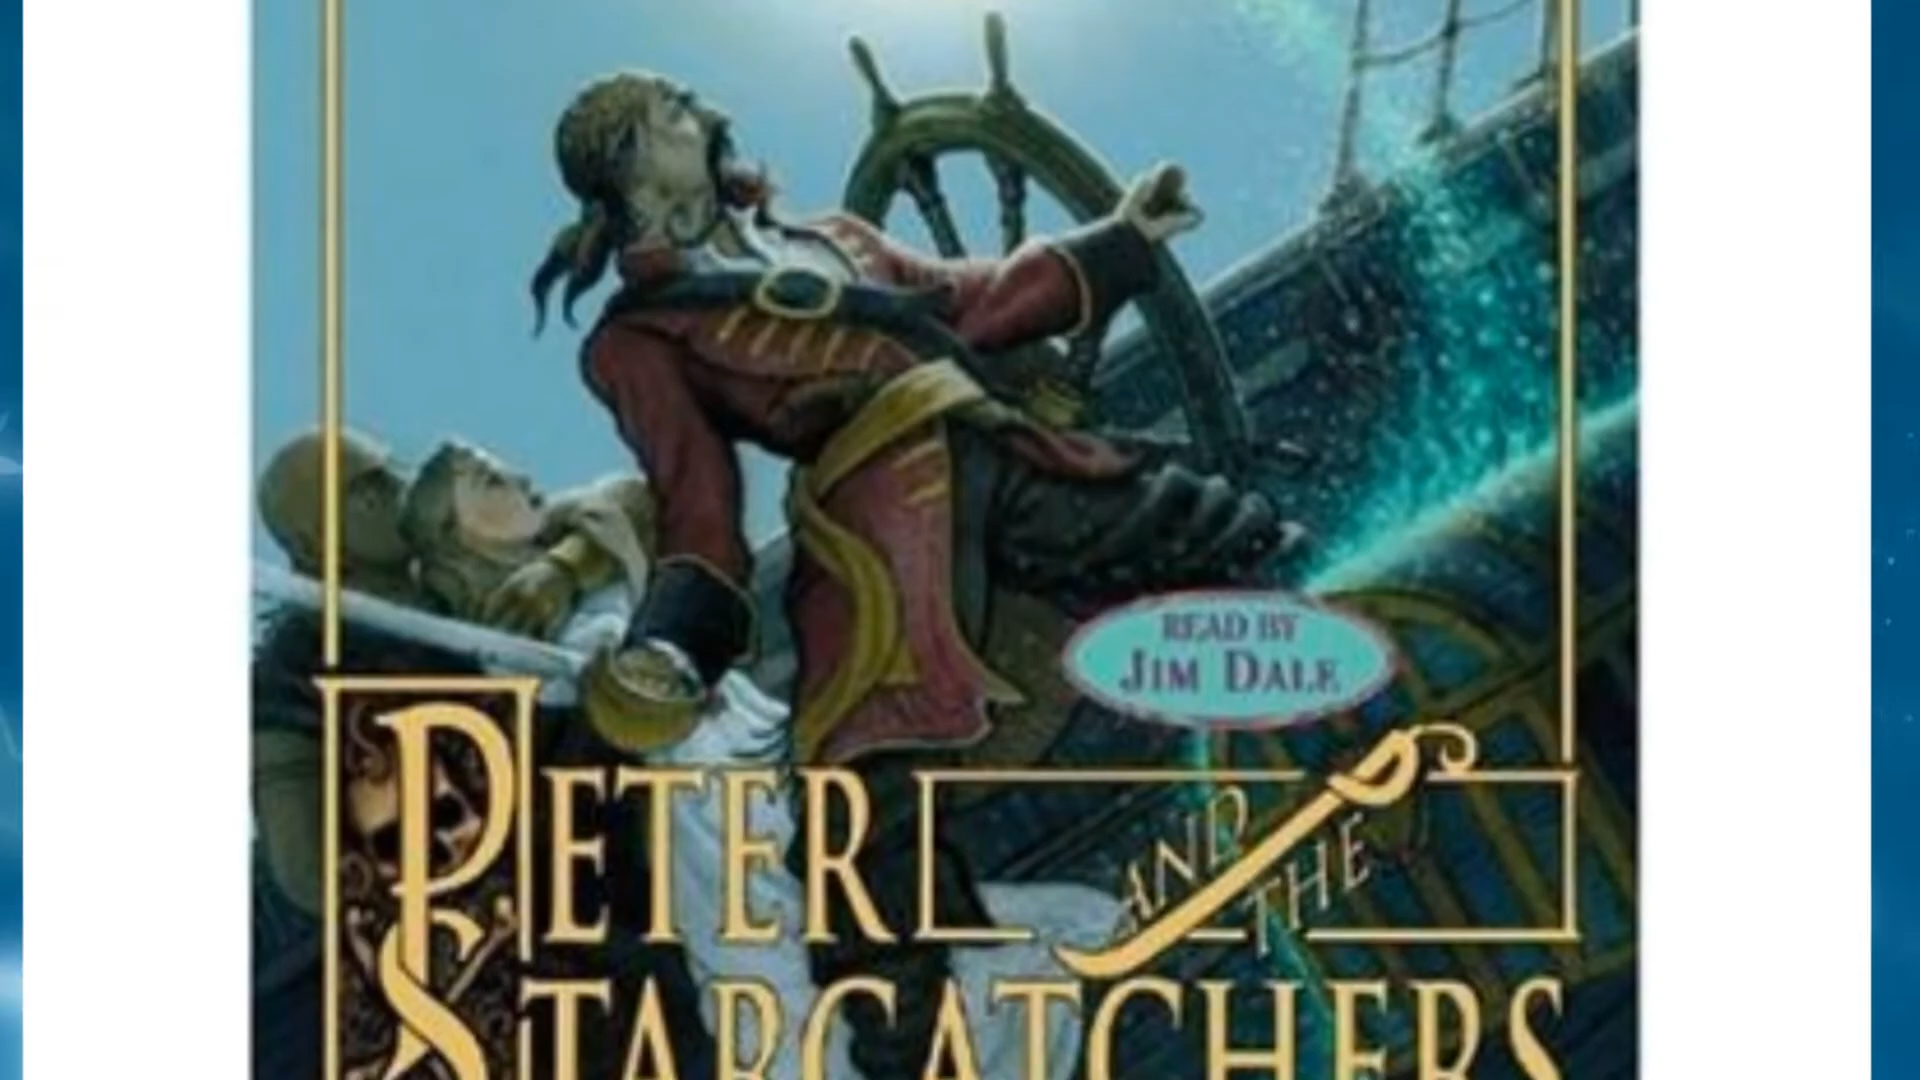 READ BY
JIM DALE
PETER
AND
THE
STARCATCHERS